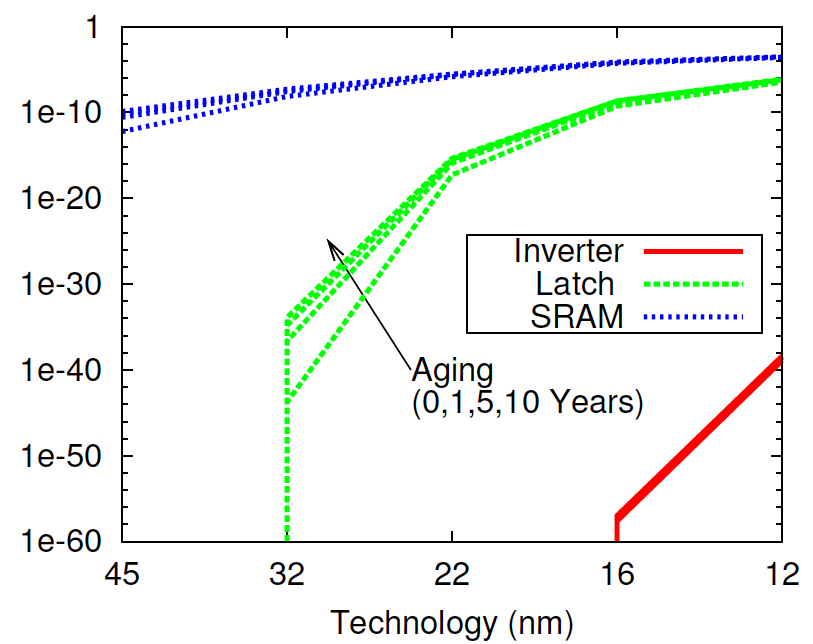 1
1e-10
1e-20
1e-30
1e-40
1e-50
1e-60
Inverter
Latch
SRAM
Aging
(0,1,5,10 Years)
45 32 22 16 12
Technology (nm)